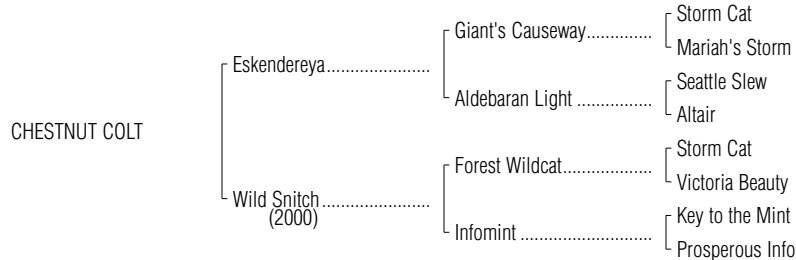 Storm Cat
Giant's Causeway..............
Mariah's Storm
Eskendereya......................
Seattle Slew
Aldebaran Light ................
Altair
CHESTNUT COLT
Storm Cat
Forest Wildcat...................
Victoria Beauty
Wild Snitch.......................
(2000)
Key to the Mint
Infomint ............................
Prosperous Info